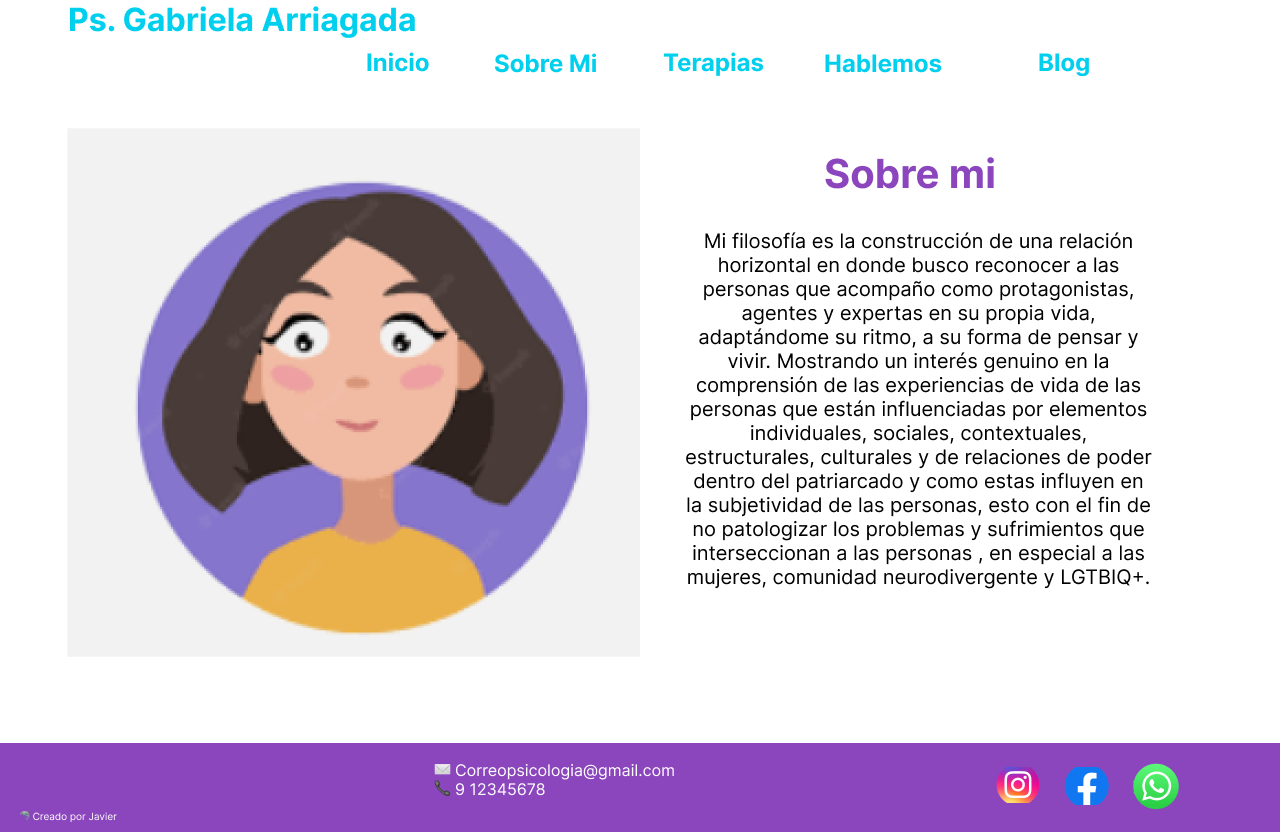 Ps. Gabriela Arriagada
Inicio
Sobre Mi
Terapias
Hablemos
Blog
Sobre mi
Mi filosofía es la construcción de una relación
horizontal en donde busco reconocer a las
personas que acompaño como protagonistas,
agentes y expertas en su propia vida,
adaptándome su ritmo, a su forma de pensar y
vivir. Mostrando un interés genuino en la
comprensión de las experiencias de vida de las
personas que están influenciadas por elementos
individuales, sociales, contextuales,
estructurales, culturales y de relaciones de poder
dentro del patriarcado y como estas influyen en
la subjetividad de las personas, esto con el fin de
no patologizar los problemas y sufrimientos que
interseccionan a las personas , en especial a las
mujeres, comunidad neurodivergente y LGTBIQ+.
Correopsicologia@gmail.com
9 12345678
Creado por Javier